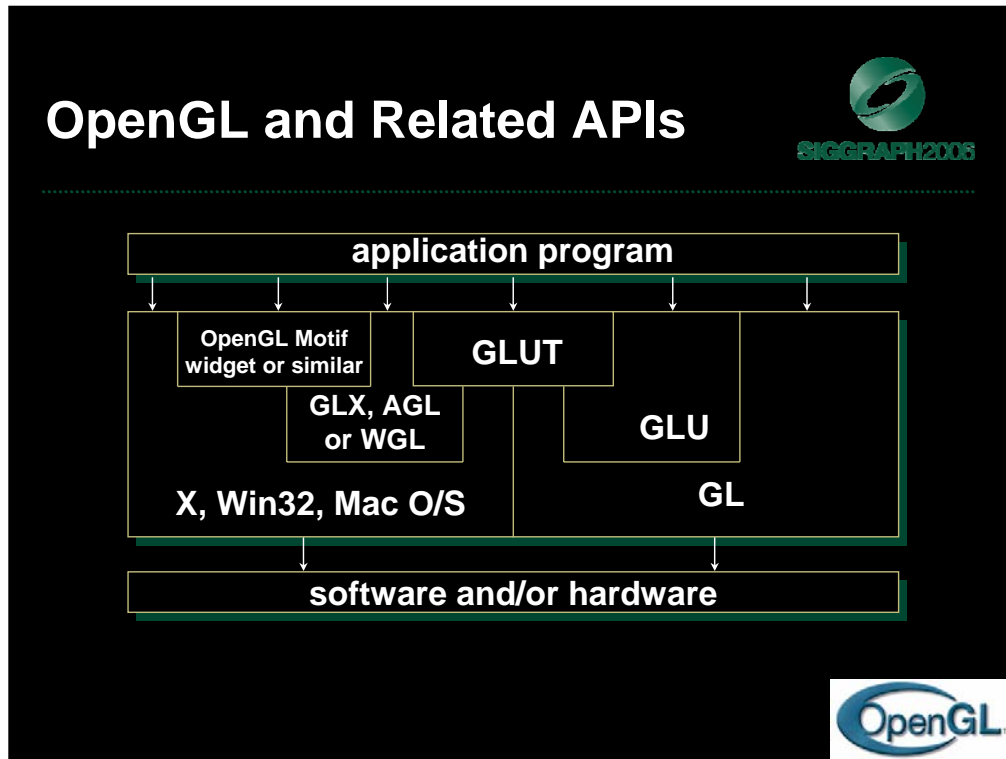 OpenGL and Related APIs
SIGGRAPH2006
application program
OpenGL Motif
widget or similar
GLUT
GLX, AGL
or WGL
GLU
X, Win32, Mac O/S
GL
software and/or hardware
OpenGL